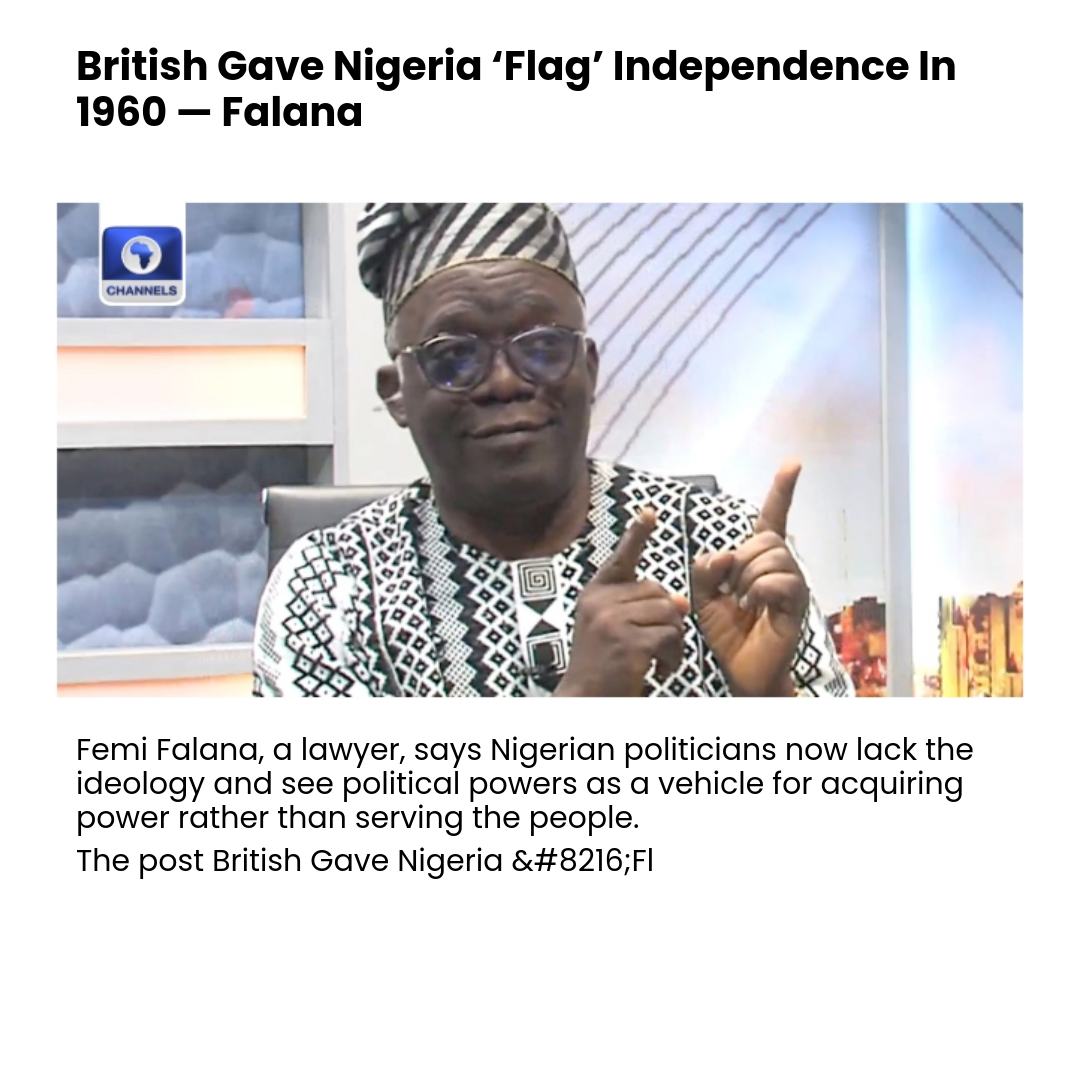 British Gave Nigeria ‘Flag’ Independence In
1960 — Falana
CHANNELS
Femi Falana, a lawyer, says Nigerian politicians now lack the
ideology and see political powers as a vehicle for acquiring
power rather than serving the people.
The post British Gave Nigeria &#8216;Fl